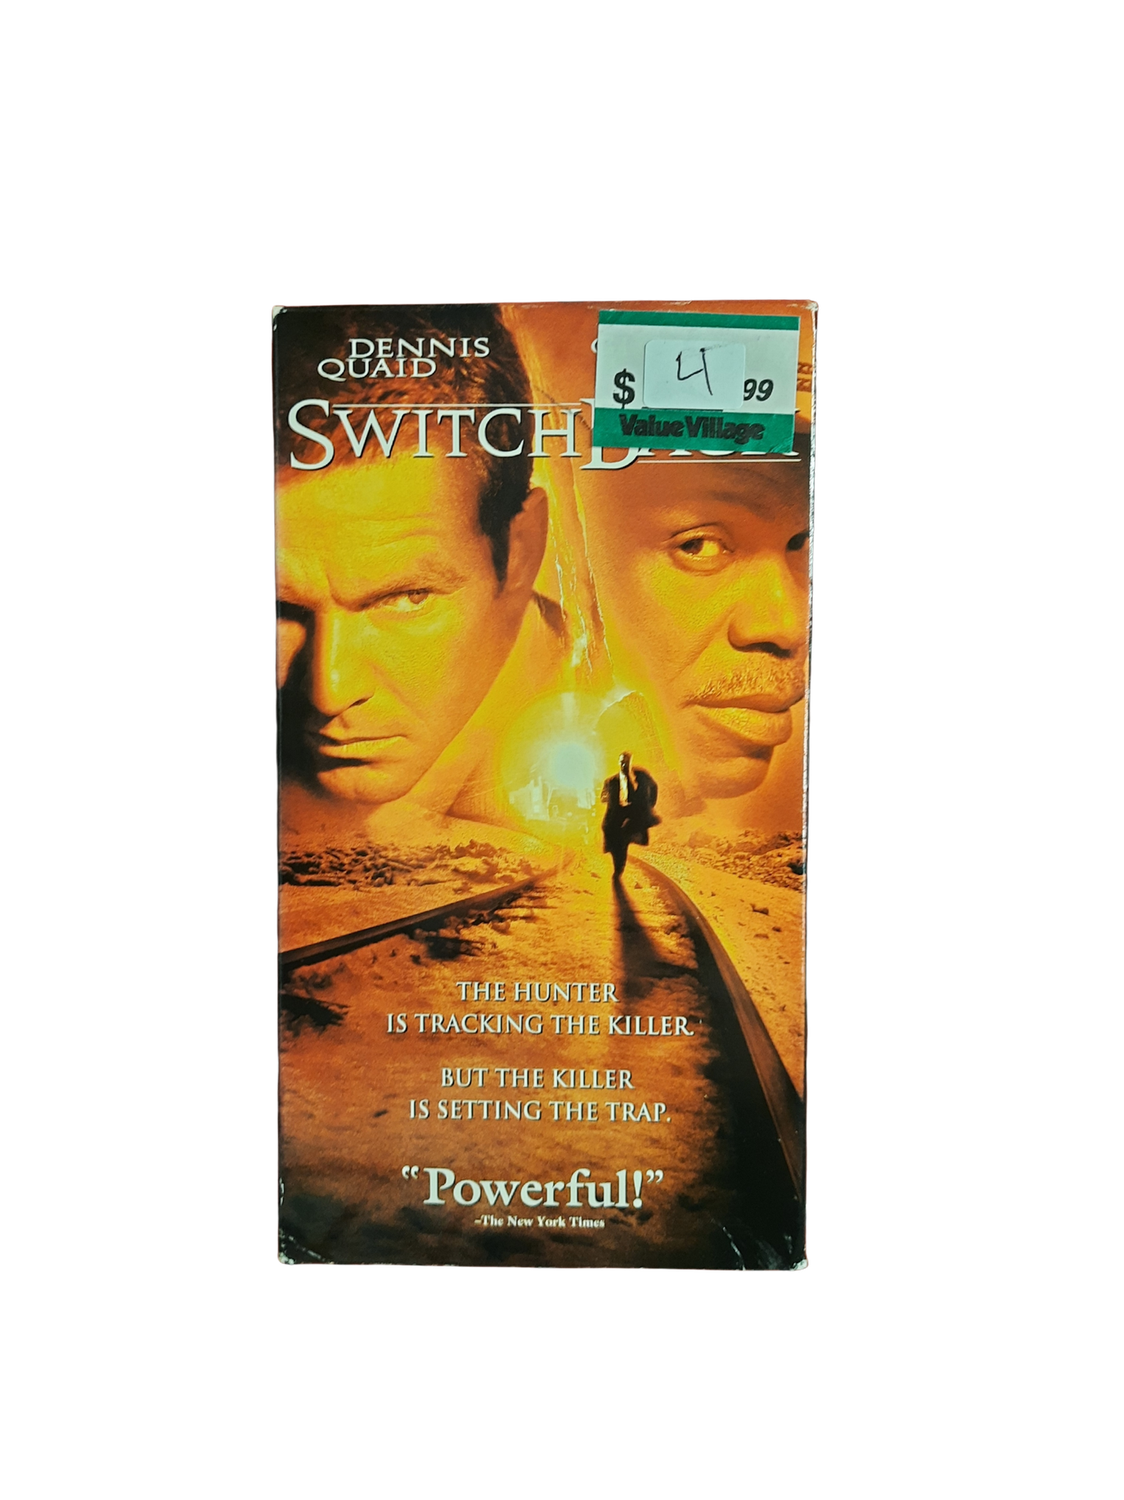 DENNIS
QUAID
SWITCHBACK
$ 4 .99
Value Village
THE HUNTER
IS TRACKING THE KILLER.
BUT THE KILLER
IS SETTING THE TRAP.
“Powerful!”
–The New York Times